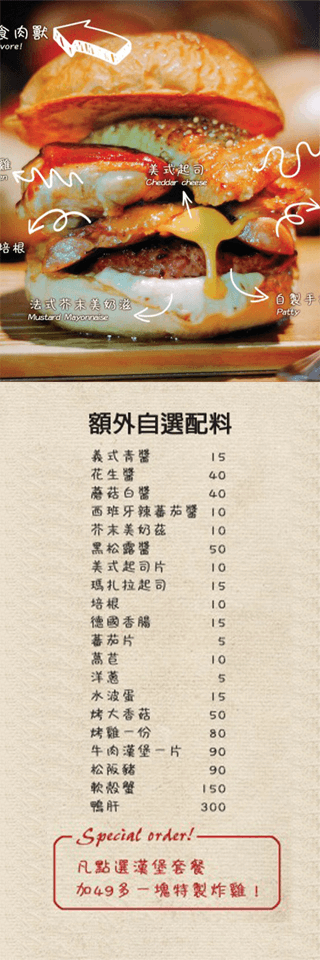 食肉獸
vore!
雞
美式起司
Cheddar cheese
培根
法式芥末美奶滋
Mustard Mayonnaise
自製手
Patty
額外自選配料
義式青醬 15
花生醬 40
蘑菇白醬 40
西班牙辣蕃茄醬 10
芥末美奶茲 10
黑松露醬 50
美式起司片 10
瑪扎拉起司 15
培根 10
德國香腸 15
蕃茄片 5
萵苣 10
洋蔥 5
水波蛋 15
烤大香菇 50
烤雞一份 80
牛肉漢堡一片 90
松阪豬 90
軟殼蟹 150
鴨肝 300
Special order!
凡點選漢堡套餐
加49多一塊特製炸雞！